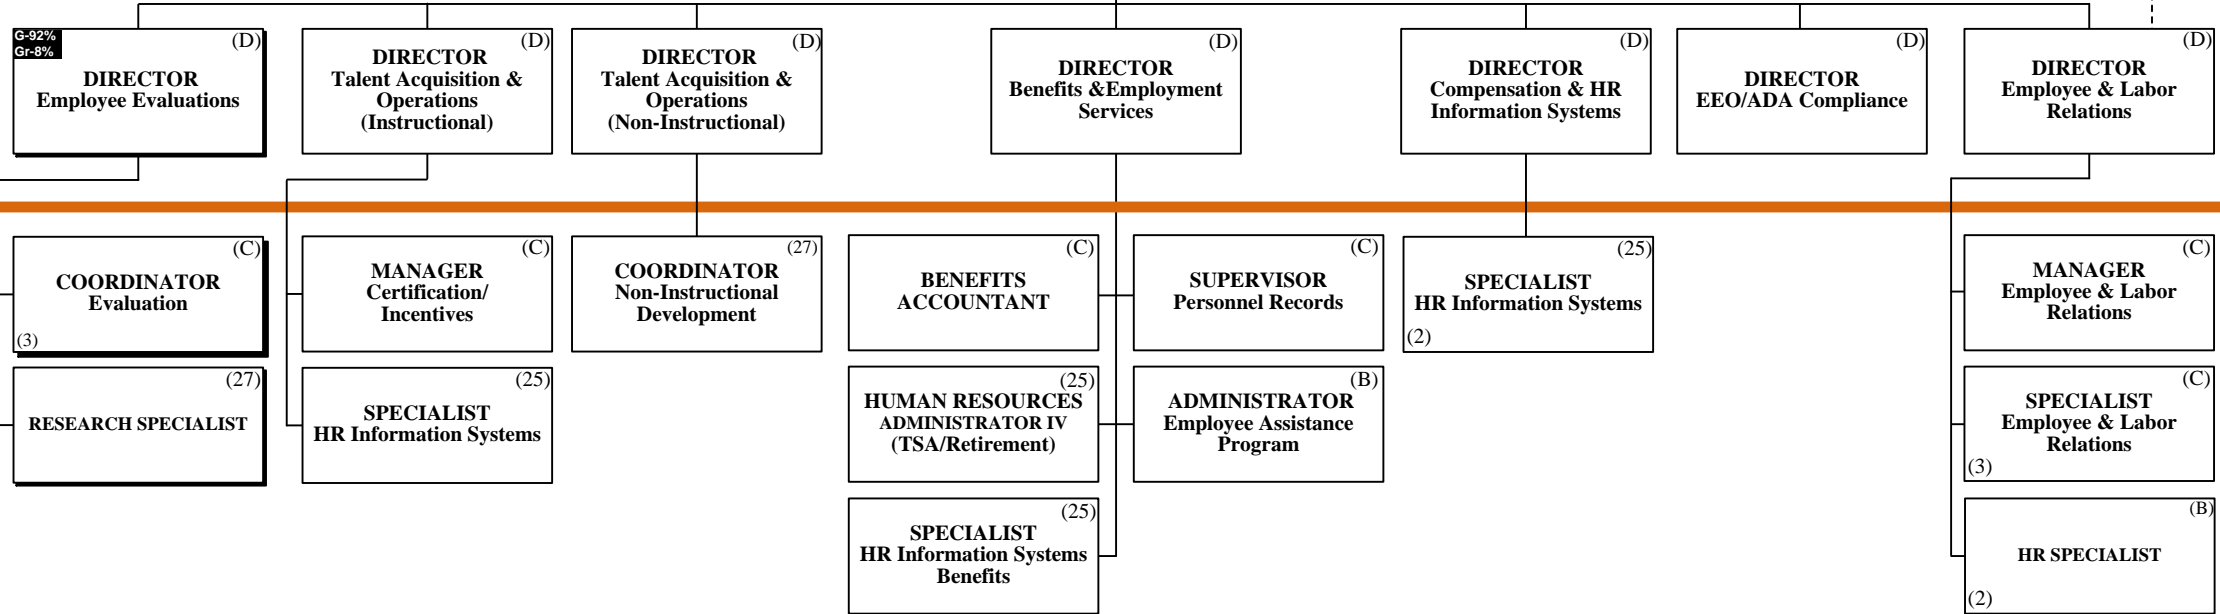 G-92%
Gr-8%
(D)
DIRECTOR
Employee Evaluations
(D)
DIRECTOR
Talent Acquisition &
Operations
(Instructional)
(D)
DIRECTOR
Talent Acquisition &
Operations
(Non-Instructional)
(D)
DIRECTOR
Benefits &Employment
Services
(D)
DIRECTOR
Compensation & HR
Information Systems
(D)
DIRECTOR
EEO/ADA Compliance
(D)
DIRECTOR
Employee & Labor
Relations
(C)
COORDINATOR
Evaluation
(3)
(C)
MANAGER
Certification/
Incentives
(27)
COORDINATOR
Non-Instructional
Development
(C)
BENEFITS
ACCOUNTANT
(C)
SUPERVISOR
Personnel Records
(25)
SPECIALIST
HR Information Systems
(2)
(C)
MANAGER
Employee & Labor
Relations
(27)
RESEARCH SPECIALIST
(25)
SPECIALIST
HR Information Systems
(25)
HUMAN RESOURCES
ADMINISTRATOR IV
(TSA/Retirement)
(B)
ADMINISTRATOR
Employee Assistance
Program
(C)
SPECIALIST
Employee & Labor
Relations
(3)
(25)
SPECIALIST
HR Information Systems
Benefits
(B)
HR SPECIALIST
(2)